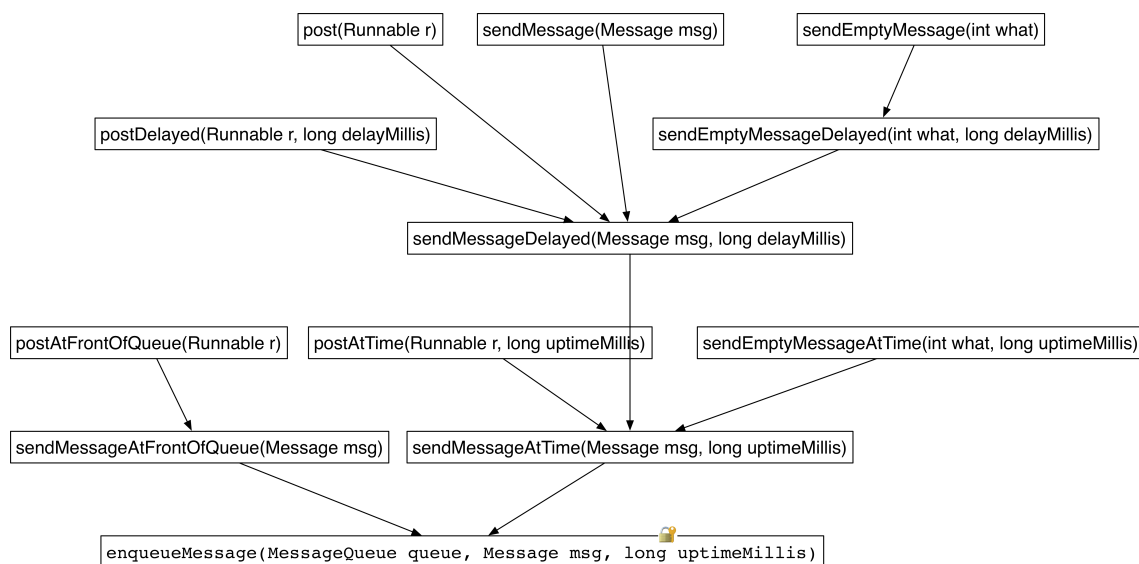 post(Runnable r)
sendMessage(Message msg)
sendEmptyMessage(int what)
postDelayed(Runnable r, long delayMillis)
sendEmptyMessageDelayed(int what, long delayMillis)
sendMessageDelayed(Message msg, long delayMillis)
postAtFrontOfQueue(Runnable r)
postAtTime(Runnable r, long uptimeMillis)
sendEmptyMessageAtTime(int what, long uptimeMillis)
sendMessageAtFrontOfQueue(Message msg)
sendMessageAtTime(Message msg, long uptimeMillis)
enqueueMessage(MessageQueue queue, Message msg, long uptimeMillis)